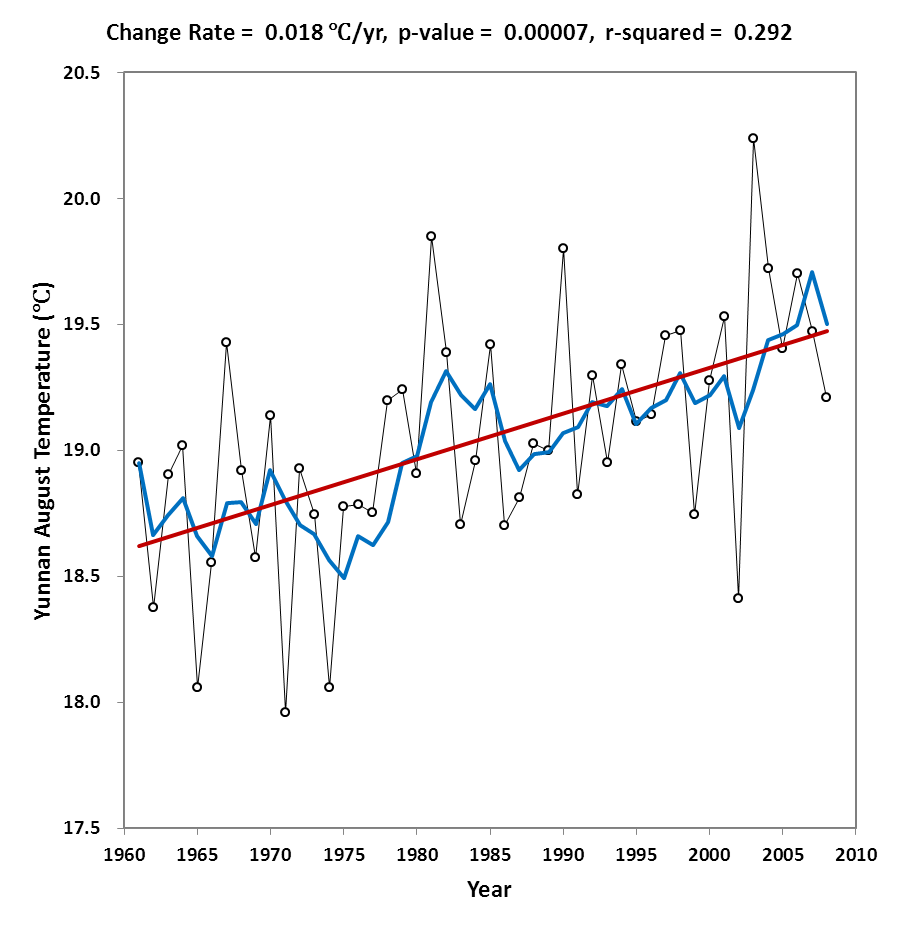 Change Rate = 0.018 ℃/yr, p-value = 0.00007, r-squared = 0.292
20.5
20.0
19.5
19.0
18.5
18.0
17.5
Yunnan August Temperature (℃)
1960 1965 1970 1975 1980 1985 1990 1995 2000 2005 2010
Year